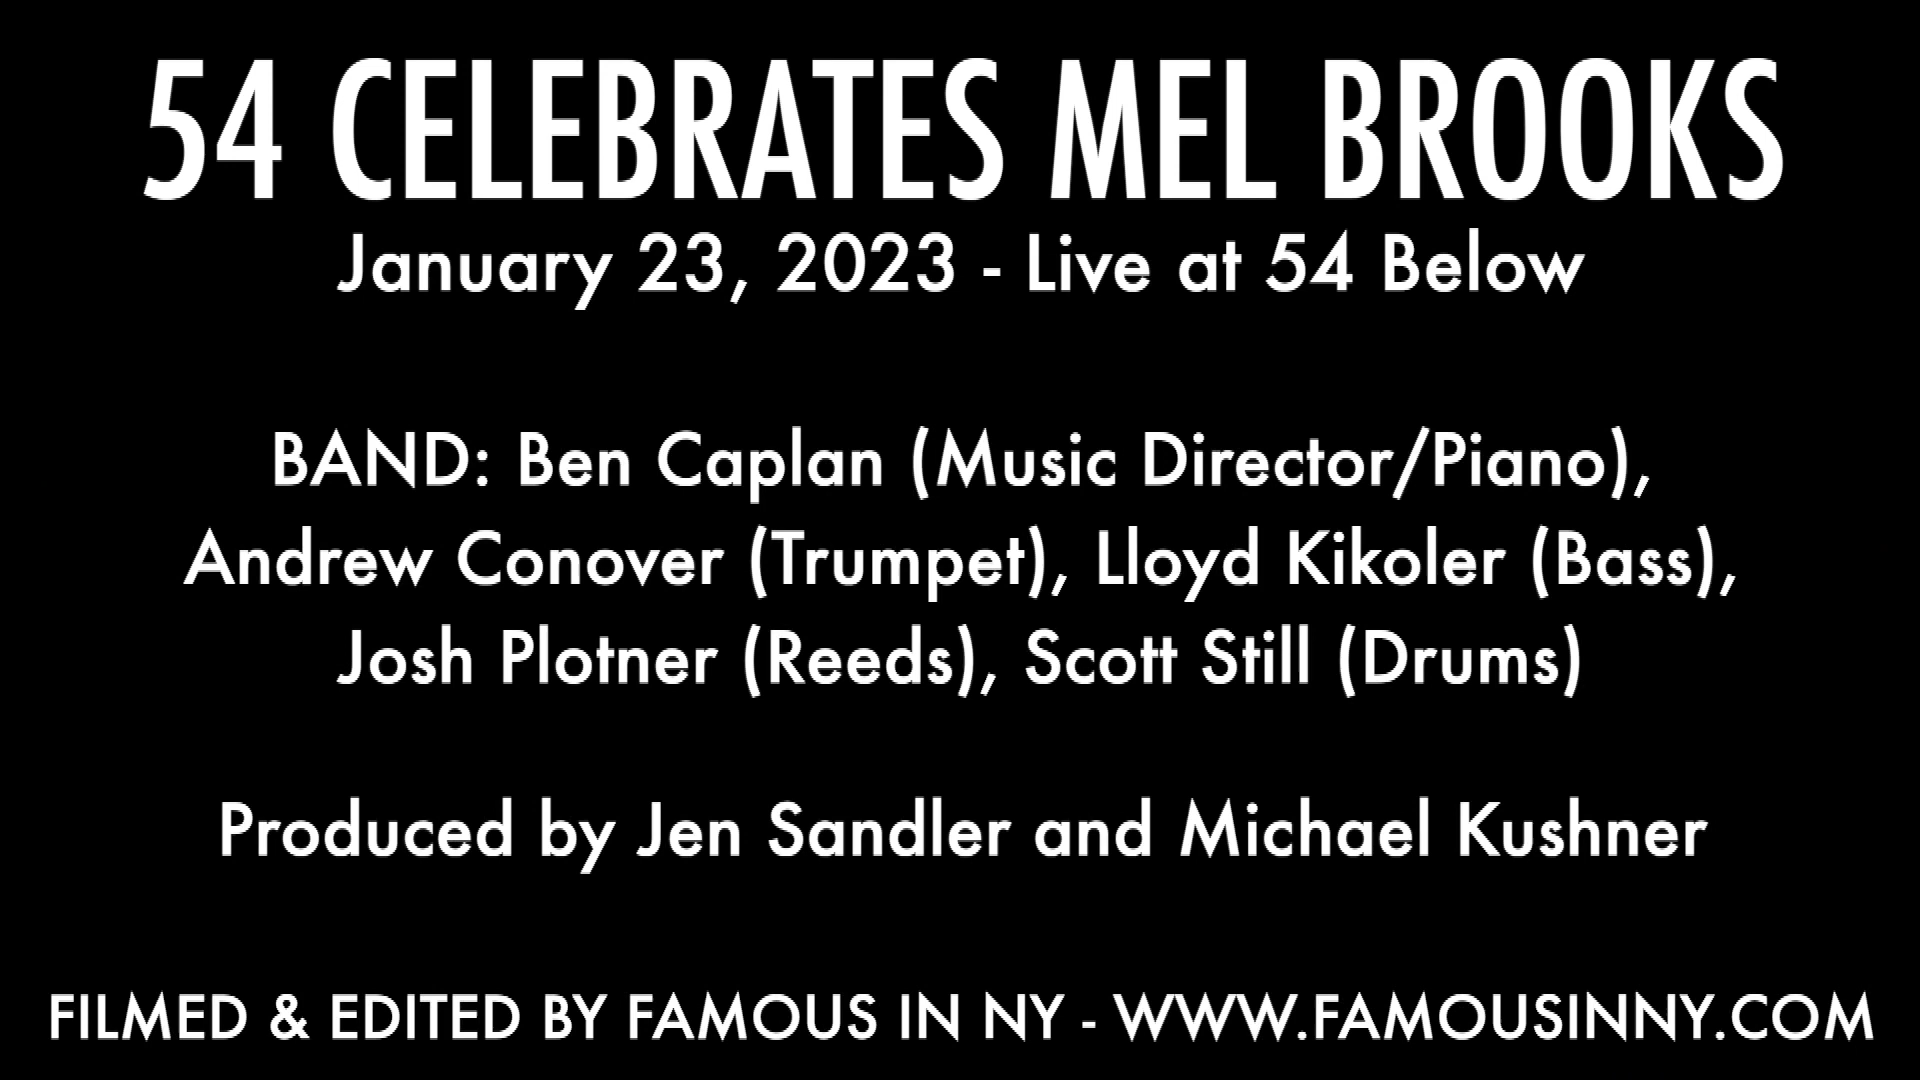 54 CELEBRATES MEL BROOKS
January 23, 2023 - Live at 54 Below
BAND: Ben Caplan (Music Director/Piano),
Andrew Conover (Trumpet), Lloyd Kikoler (Bass),
Josh Plotner (Reeds), Scott Still (Drums)
Produced by Jen Sandler and Michael Kushner
FILMED & EDITED BY FAMOUS IN NY - WWW.FAMOUSINNY.COM